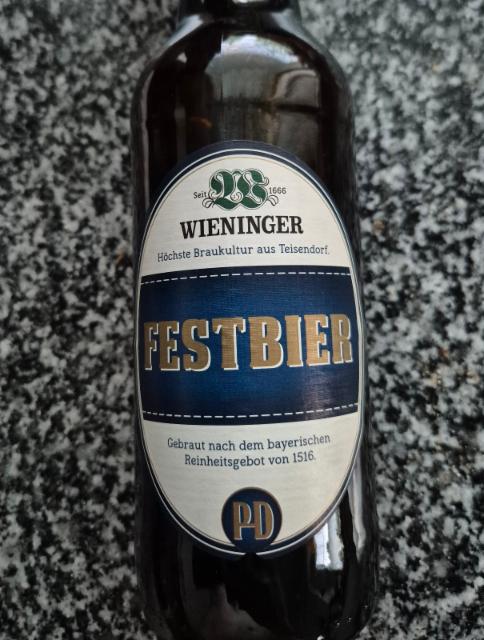 Seit 1666
WIENINGER
Höchste Braukultur aus Teisendorf.
FESTBIER
Gebraut nach dem bayerischen
Reinheitsgebot von 1516.
PD